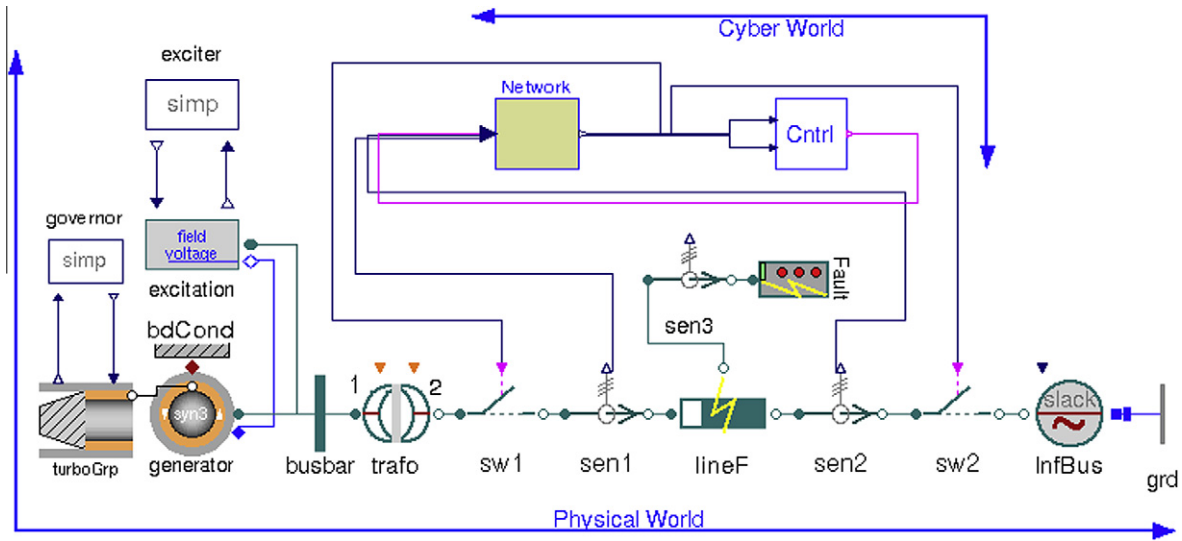 Cyber World
exciter
simp
Network
Cntrl
governor
simp
field
voltage
excitation
Fault
sen3
bdCond
syn3
1
2
slack
turboGrp
generator
busbar
trafo
sw1
sen1
lineF
sen2
sw2
InfBus
grd
Physical World